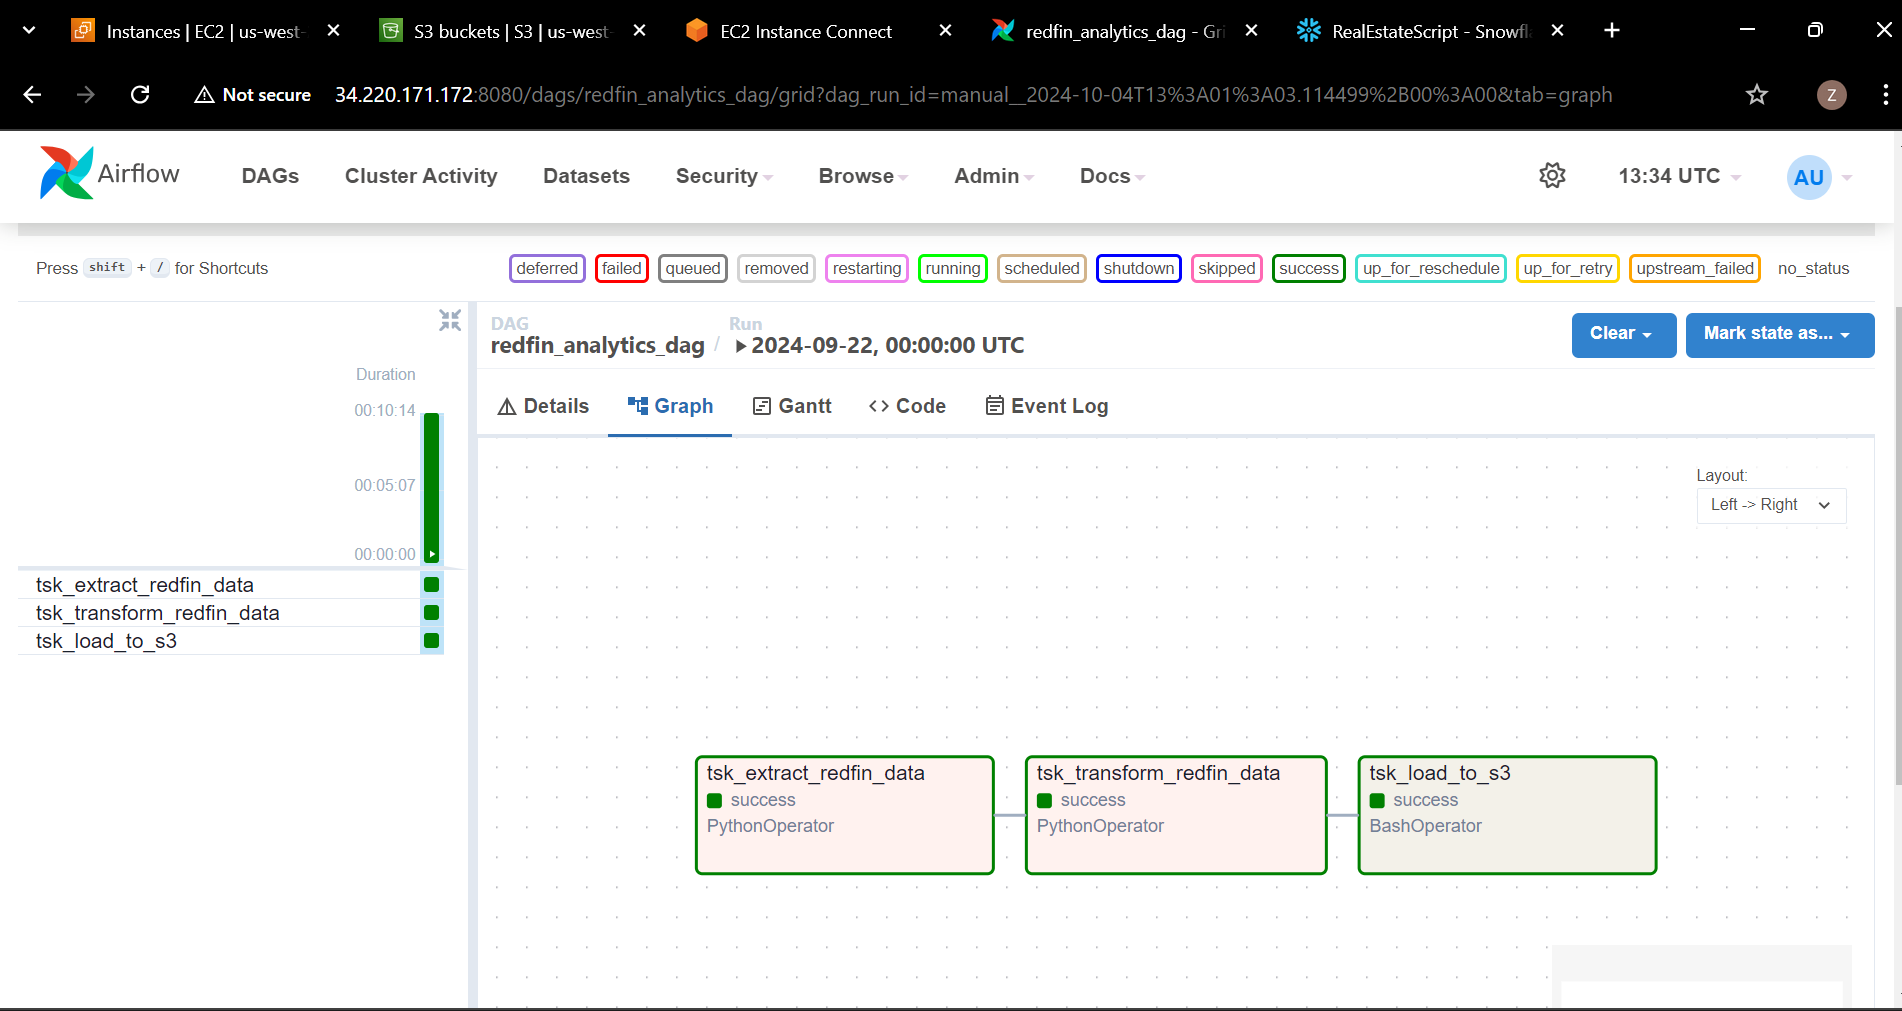 Instances | EC2 | us-west-
S3 buckets | S3 | us-west-
EC2 Instance Connect
redfin_analytics_dag - Gri
RealEstateScript - Snowfl
Not secure 34.220.171.172:8080/dags/redfin_analytics_dag/grid?dag_run_id=manual__2024-10-04T13%3A01%3A03.114499%2B00%3A00&tab=graph
Z
Airflow DAGs Cluster Activity Datasets Security Browse Admin Docs 13:34 UTC AU
Press shift + / for Shortcuts
deferred failed queued removed restarting running scheduled shutdown skipped success up_for_reschedule up_for_retry upstream_failed no_status
DAG
redfin_analytics_dag /
Run
2024-09-22, 00:00:00 UTC
Clear
Mark state as...
Duration
00:10:14
00:05:07
00:00:00
tsk_extract_redfin_data
tsk_transform_redfin_data
tsk_load_to_s3
Details Graph Gantt <> Code Event Log
Layout:
Left -> Right
tsk_extract_redfin_data
success
PythonOperator
tsk_transform_redfin_data
success
PythonOperator
tsk_load_to_s3
success
BashOperator